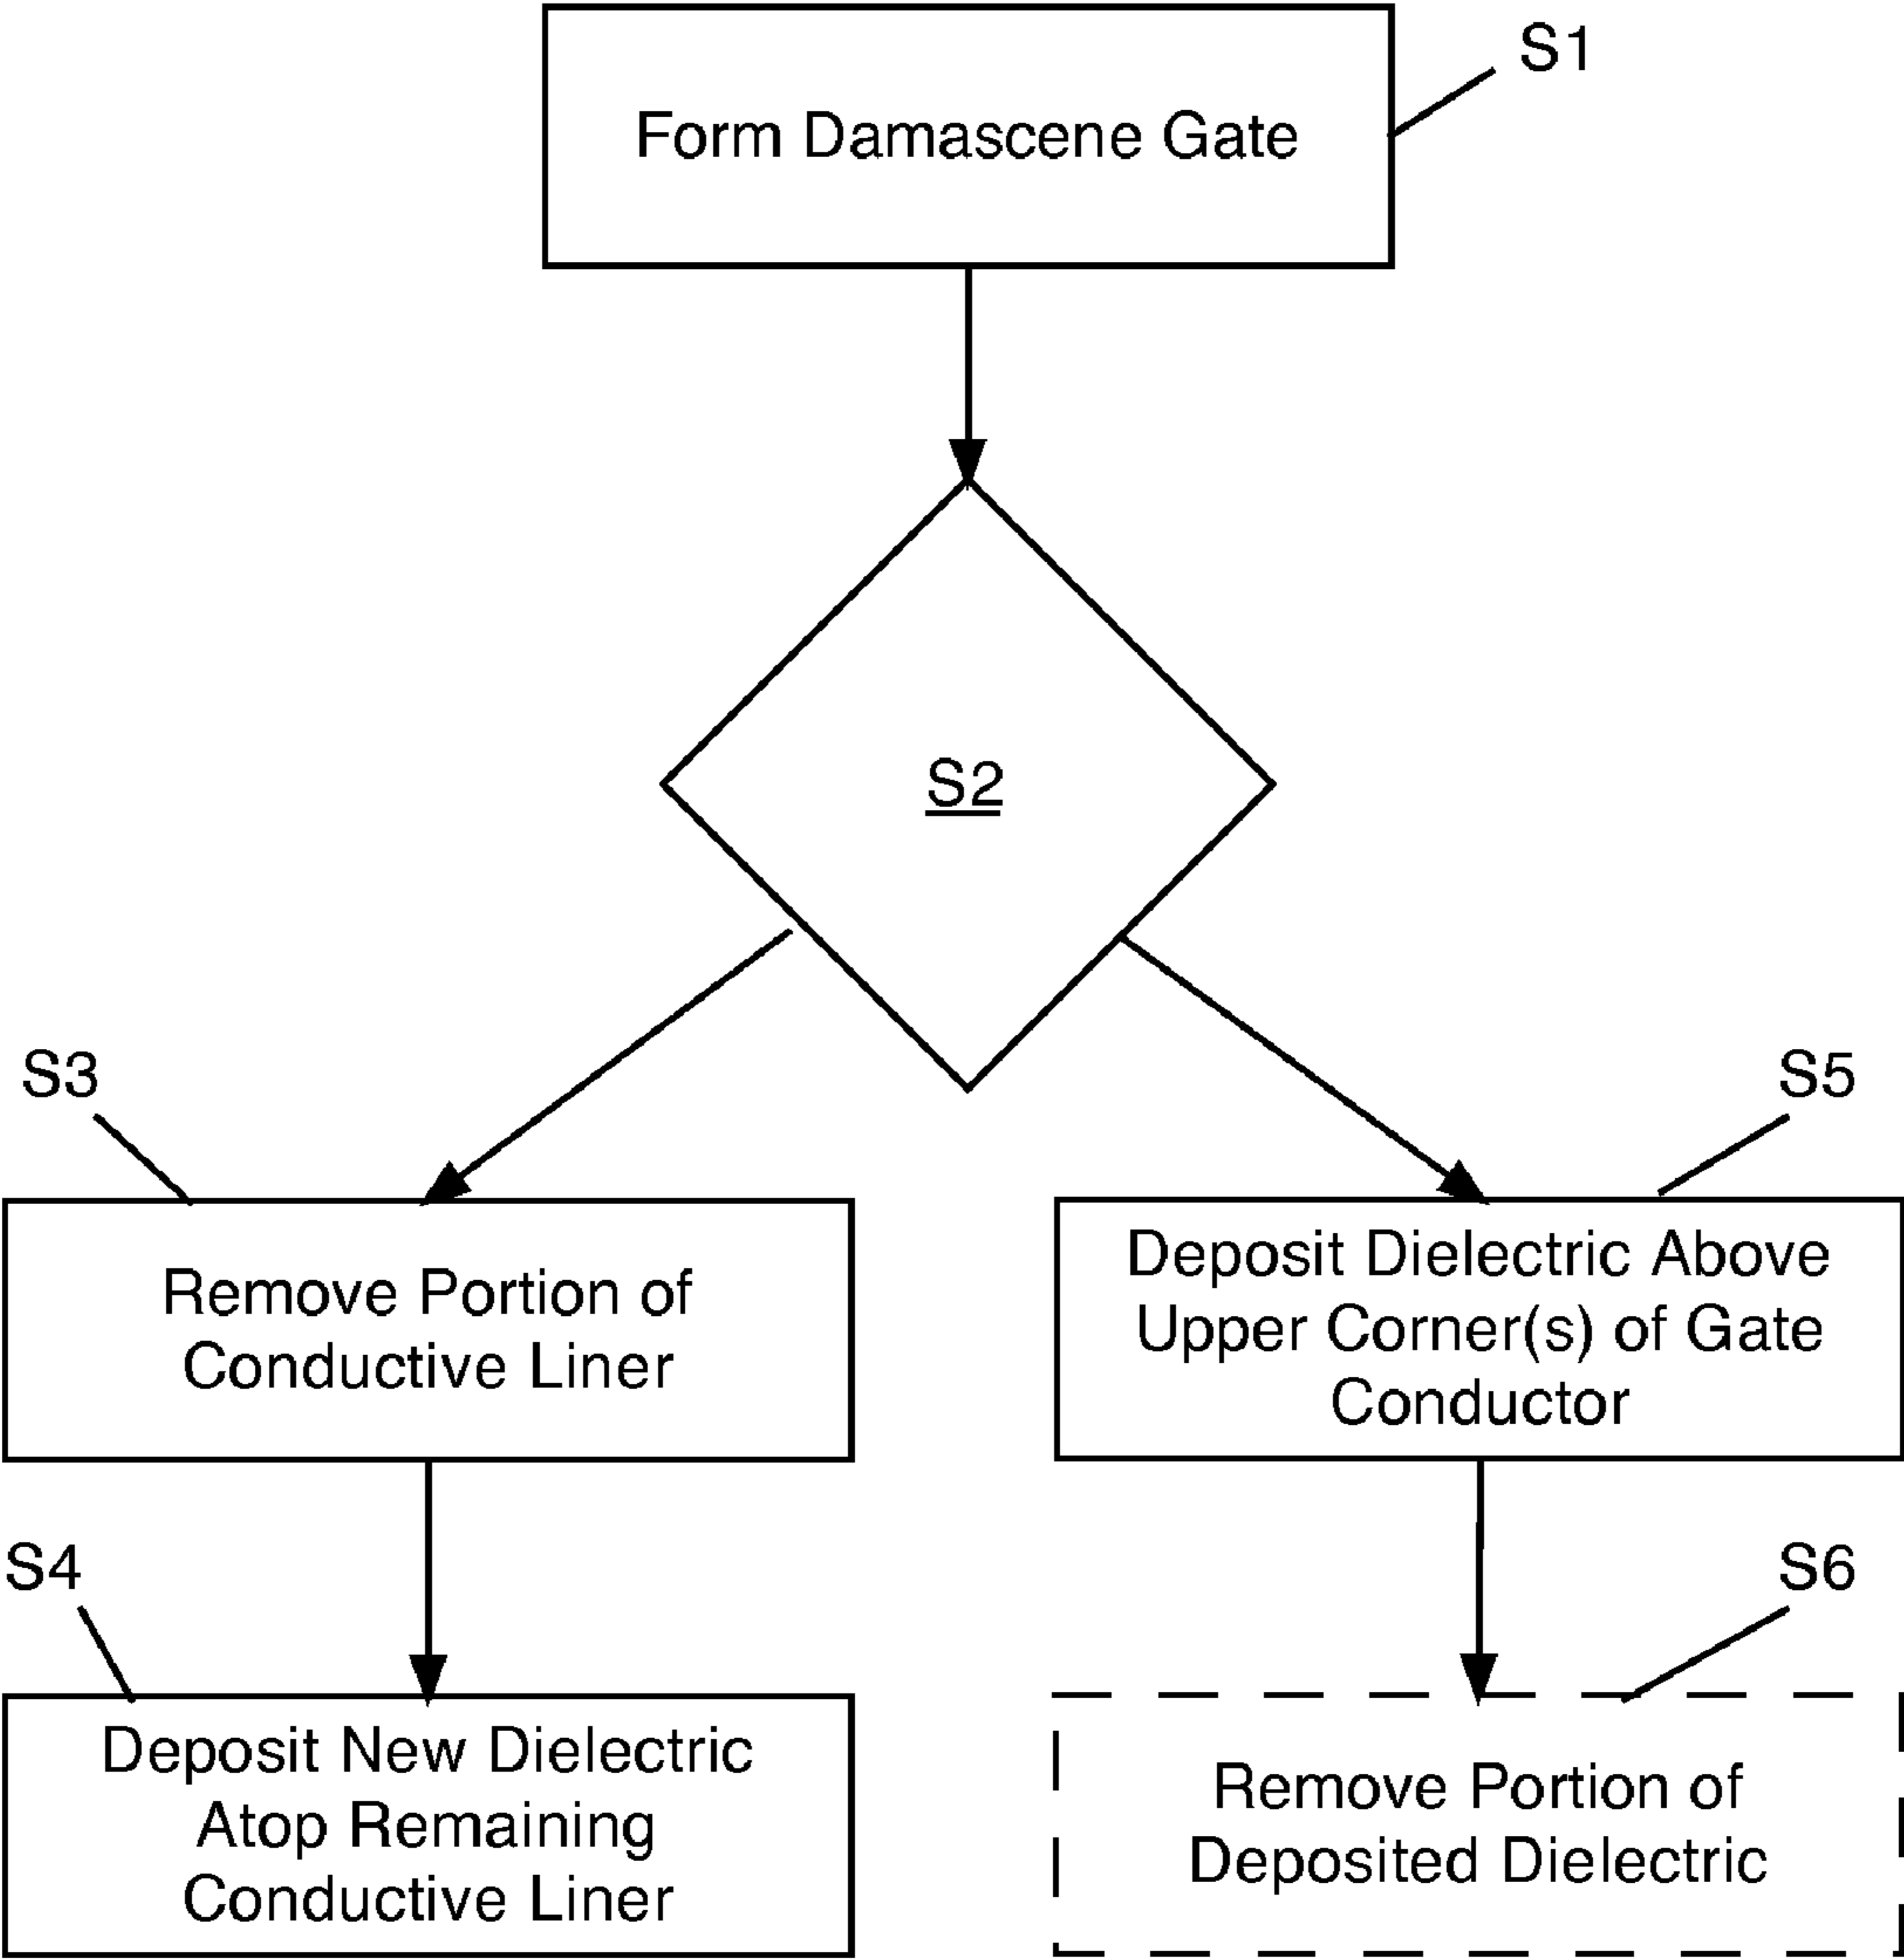 S1
Form Damascene Gate
S2
S3
S5
Remove Portion of
Conductive Liner
Deposit Dielectric Above
Upper Corner(s) of Gate
Conductor
S4
S6
Deposit New Dielectric
Atop Remaining
Conductive Liner
Remove Portion of
Deposited Dielectric